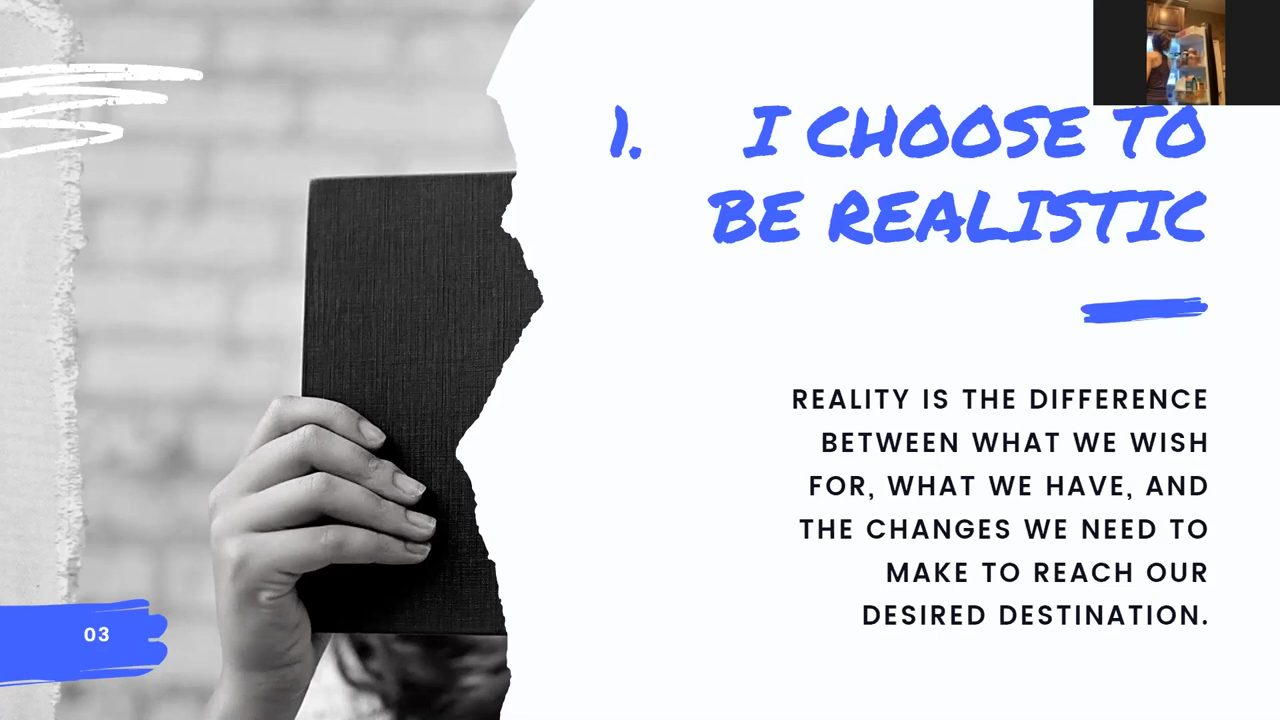 1. I CHOOSE TO
BE REALISTIC
REALITY IS THE DIFFERENCE
BETWEEN WHAT WE WISH
FOR, WHAT WE HAVE, AND
THE CHANGES WE NEED TO
MAKE TO REACH OUR
DESIRED DESTINATION.
03